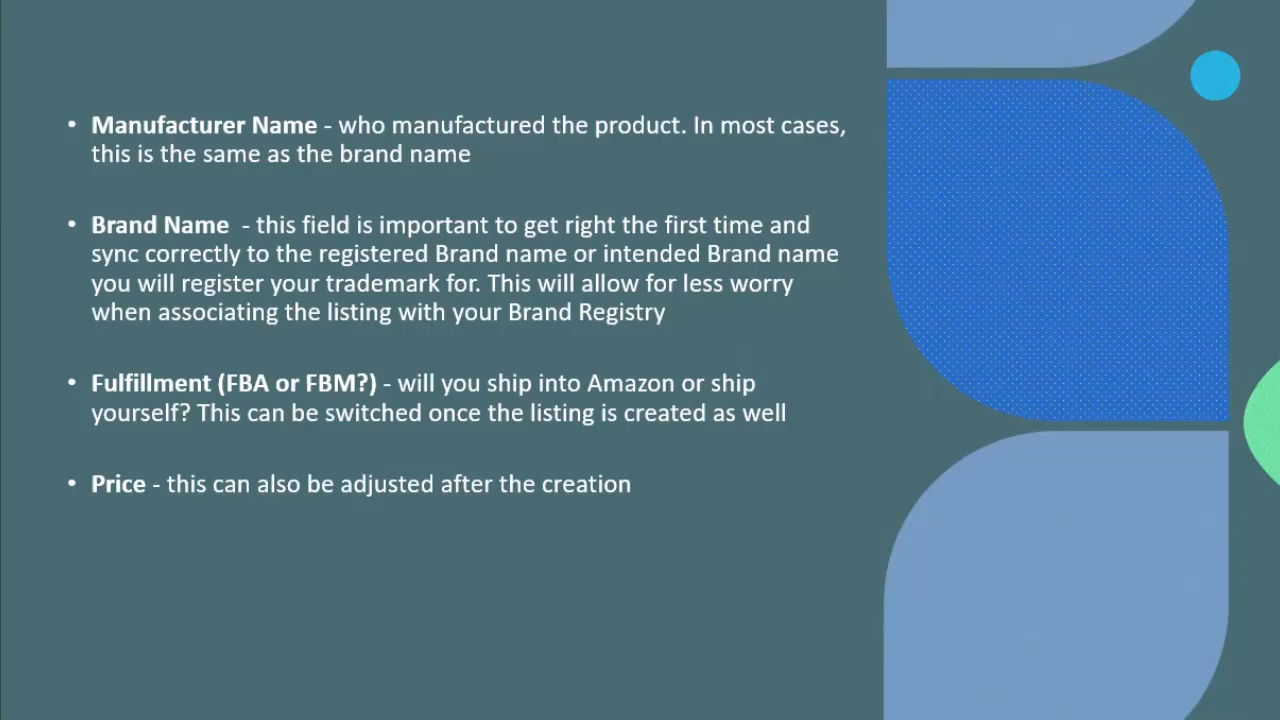 • Manufacturer Name - who manufactured the product. In most cases,
this is the same as the brand name
• Brand Name  - this field is important to get right the first time and
sync correctly to the registered Brand name or intended Brand name
you will register your trademark for. This will allow for less worry
when associating the listing with your Brand Registry
• Fulfillment (FBA or FBM?) - will you ship into Amazon or ship
yourself? This can be switched once the listing is created as well
• Price - this can also be adjusted after the creation